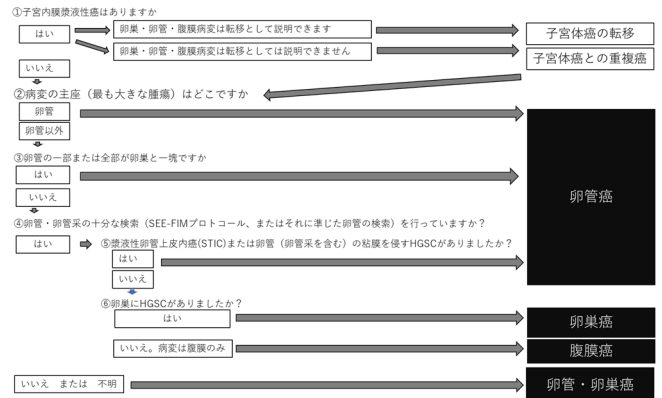 ①子宮内膜漿液性癌はありますか
はい
卵巣・卵管・腹膜病変は転移として説明できます
子宮体癌の転移
卵巣・卵管・腹膜病変は転移としては説明できません
子宮体癌との重複癌
いいえ
②病変の主座（最も大きな腫瘍）はどこですか
卵管
卵管以外
③卵管の一部または全部が卵巣と一塊ですか
はい
いいえ
卵管癌
④卵管・卵管采の十分な検索（SEE-FIMプロトコール、またはそれに準じた卵管の検索）を行っていますか？
はい
⑤漿液性卵管上皮内癌(STIC)または卵管（卵管采を含む）の粘膜を侵すHGSCがありましたか？
はい
いいえ
⑥卵巣にHGSCがありましたか？
はい
卵巣癌
いいえ。病変は腹膜のみ
腹膜癌
いいえ または 不明
卵管・卵巣癌